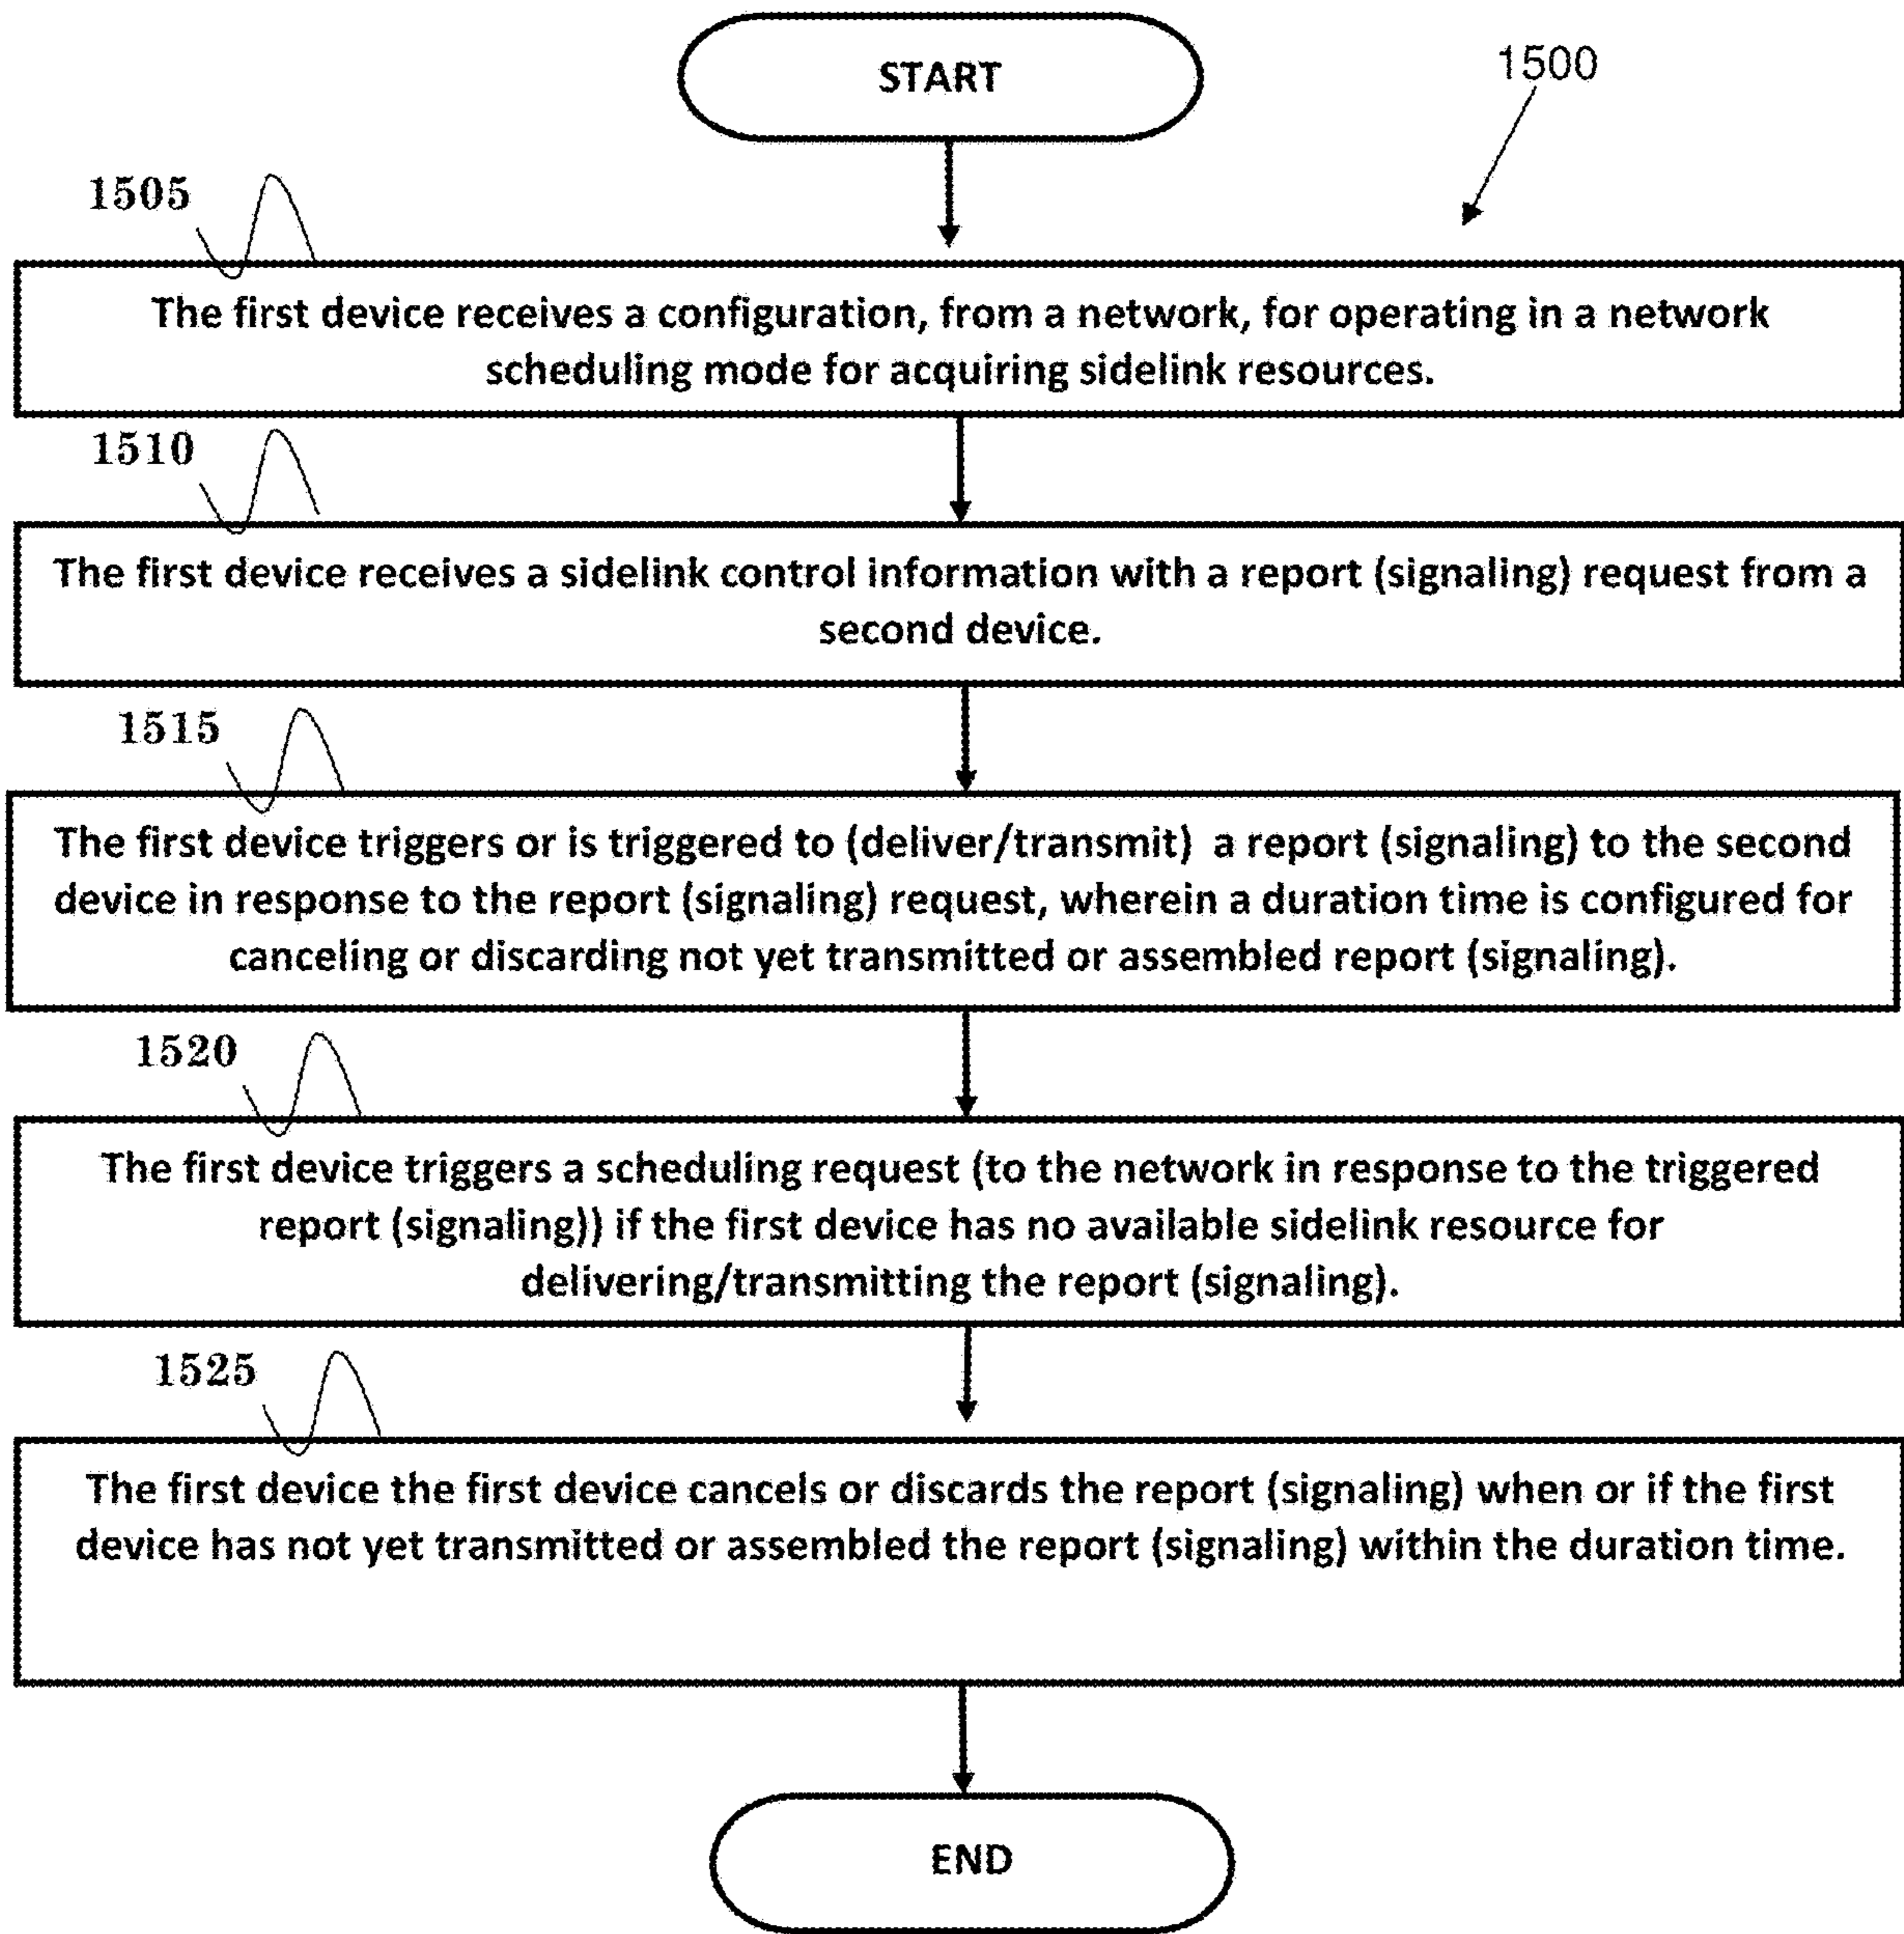 START
1500
1505
The first device receives a configuration, from a network, for operating in a network
scheduling mode for acquiring sidelink resources.
1510
The first device receives a sidelink control information with a report (signaling) request from a
second device.
1515
The first device triggers or is triggered to (deliver/transmit) a report (signaling) to the second
device in response to the report (signaling) request, wherein a duration time is configured for
canceling or discarding not yet transmitted or assembled report (signaling).
1520
The first device triggers a scheduling request (to the network in response to the triggered
report (signaling)) if the first device has no available sidelink resource for
delivering/transmitting the report (signaling).
1525
The first device the first device cancels or discards the report (signaling) when or if the first
device has not yet transmitted or assembled the report (signaling) within the duration time.
END